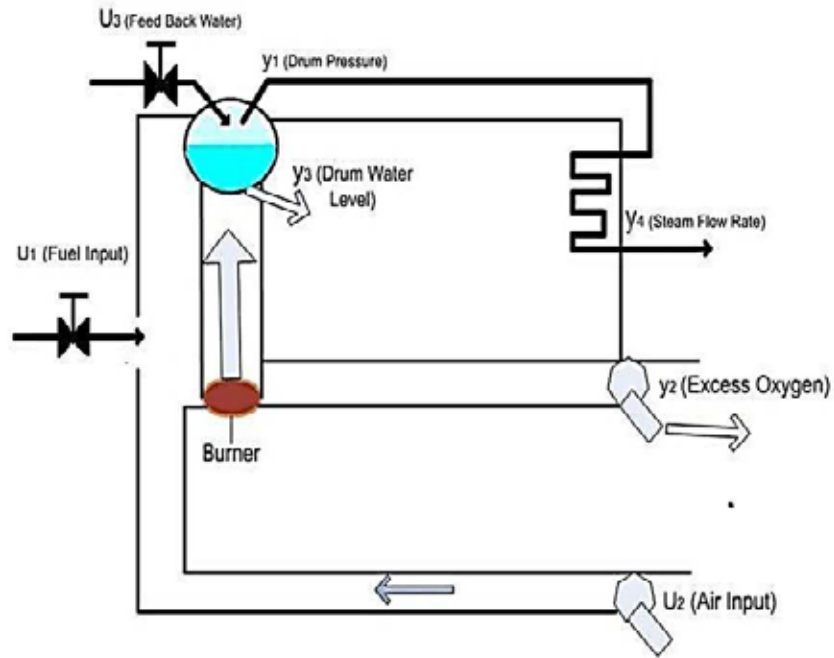 U3 (Feed Back Water)
y1 (Drum Pressure)
y3 (Drum Water
Level)
y4 (Steam Flow Rate)
U1 (Fuel Input)
y2 (Excess Oxygen)
Burner
U2 (Air Input)